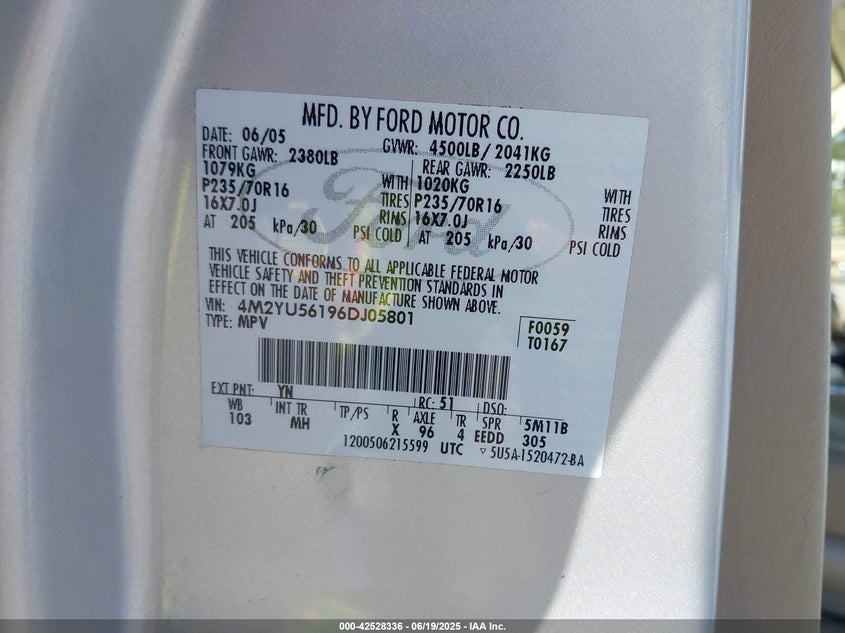 MFD. BY FORD MOTOR CO.
DATE: 06/05 GVWR: 4500LB/ 2041KG
FRONT GAWR: 2380LB REAR GAWR: 2250LB
1079KG WITH 1020KG WITH
P235/70R16 TIRES P235/70R16 TIRES
16X7.0J RIMS 16X7.0J RIMS
AT 205 kPa/30 PSI COLD AT 205 kPa/30 PSI COLD
Ford
THIS VEHICLE CONFORMS TO ALL APPLICABLE FEDERAL MOTOR
VEHICLE SAFETY AND THEFT PREVENTION STANDARDS IN
EFFECT ON THE DATE OF MANUFACTURE SHOWN ABOVE.
VIN: 4M2YU56196DJ05801
TYPE: MPV
F0059
T0167
EXT PNT: YN RC: 51 DSO:
WB INT TR TP/PS R AXLE TR SPR 5M11B
103 MH X 96 4 EEDD 305
1200506215599 UTC ▽5U5A-1520472-BA
000-42528336 - 06/19/2025 - IAA Inc.